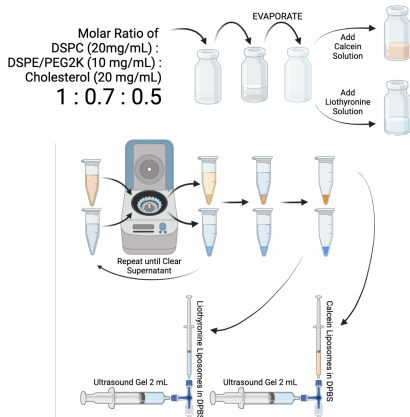 Molar Ratio of
DSPC (20mg/mL) :
DSPE/PEG2K (10 mg/mL) :
Cholesterol (20 mg/mL)
1 : 0.7 : 0.5
EVAPORATE
Add
Calcein
Solution
Add
Liothyronine
Solution
Repeat until Clear
Supernatant
Liothyronine Liposomes in DPBS
Calcein Liposomes in DPBS
Ultrasound Gel 2 mL
Ultrasound Gel 2 mL